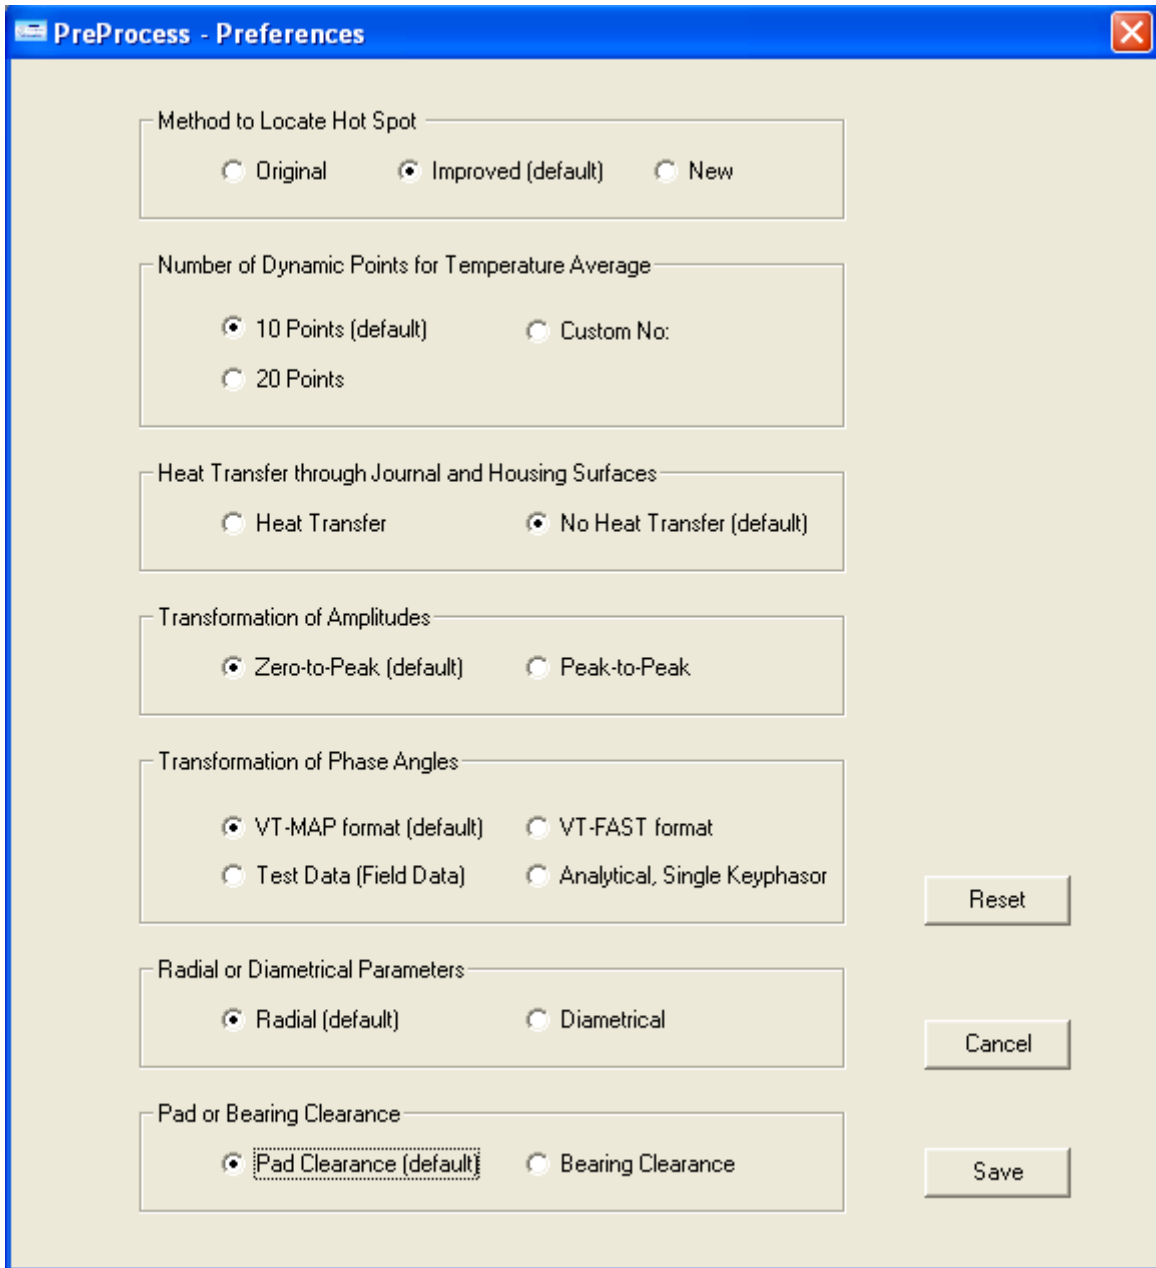 PreProcess - Preferences
Method to Locate Hot Spot
Original Improved (default) New
Number of Dynamic Points for Temperature Average
10 Points (default) Custom No:
20 Points
Heat Transfer through Journal and Housing Surfaces
Heat Transfer No Heat Transfer (default)
Transformation of Amplitudes
Zero-to-Peak (default) Peak-to-Peak
Transformation of Phase Angles
VT-MAP format (default) VT-FAST format
Test Data (Field Data) Analytical, Single Keyphasor
Reset
Radial or Diametrical Parameters
Radial (default) Diametrical
Cancel
Pad or Bearing Clearance
Pad Clearance (default) Bearing Clearance
Save